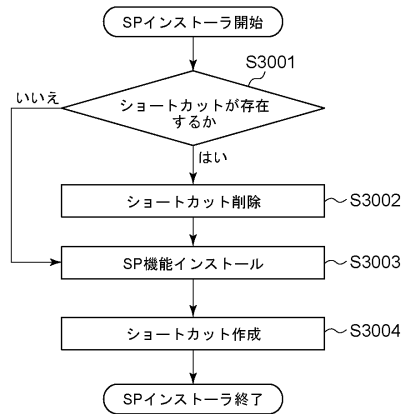 SPインストーラ開始
S3001
いいえ
ショートカットが存在
するか
はい
ショートカット削除
S3002
SP機能インストール
S3003
ショートカット作成
S3004
SPインストーラ終了